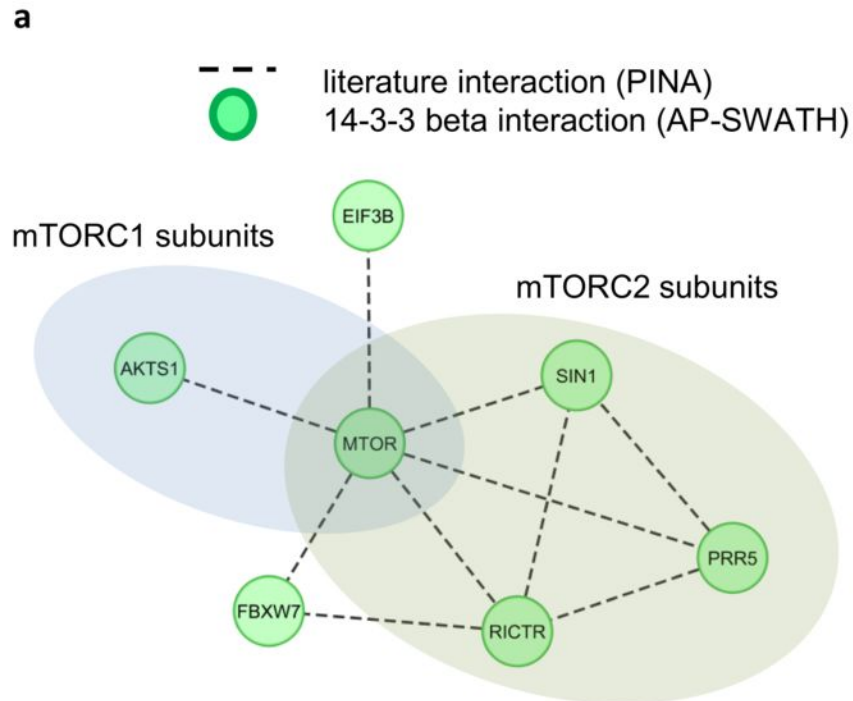 a
literature interaction (PINA)
14-3-3 beta interaction (AP-SWATH)
EIF3B
mTORC1 subunits
mTORC2 subunits
AKTS1
SIN1
MTOR
PRR5
FBXW7
RICTR